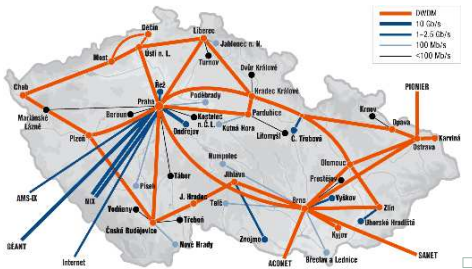 DWDM
10 Gb/s
1–2.5 Gb/s
100 Mb/s
<100 Mb/s
Děčín
Liberec
Jablonec n. N.
Ústí n. L.
Most
Turnov
Dvůr Králové
Cheb
Řež
Praha
Poděbrady
Hradec Králové
PIONIER
Mariánské
Lázně
Beroun
Kostelec
n. Č. L.
Pardubice
Krnov
Opava
Plzeň
Ondřejov
Kutná Hora
Litomyšl
Č. Třebová
Ostrava
Karviná
Humpolec
Olomouc
Písek
Tábor
Jihlava
Prostějov
AMS-IX
NIX
Vodňany
J. Hradec
Telč
Brno
Vyškov
Zlín
Třeboň
Uherské Hradiště
České Budějovice
GÉANT
Nové Hrady
Znojmo
Kyjov
Internet
Břeclav a Lednice
SANET
ACONET